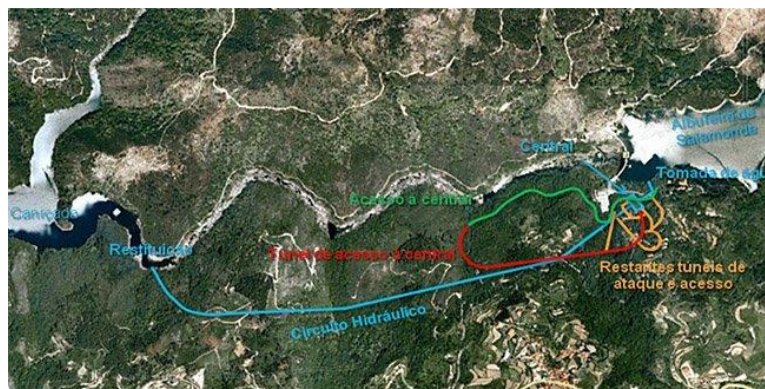 Albufeira de
Salamonde
Central
Tomada de água
Acesso à central
Caniçada
Restituição
Túnel de acesso à central
Restantes túneis de
ataque e acesso
Circuito Hidráulico